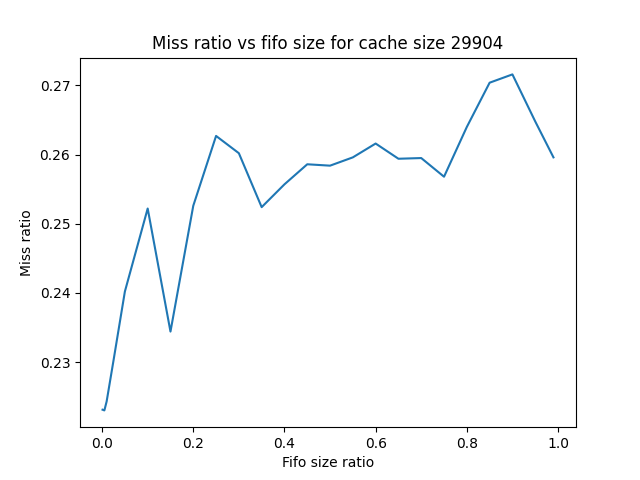 Miss ratio vs fifo size for cache size 29904
0.27
0.26
0.25
0.24
0.23
Miss ratio
0.0 0.2 0.4 0.6 0.8 1.0
Fifo size ratio